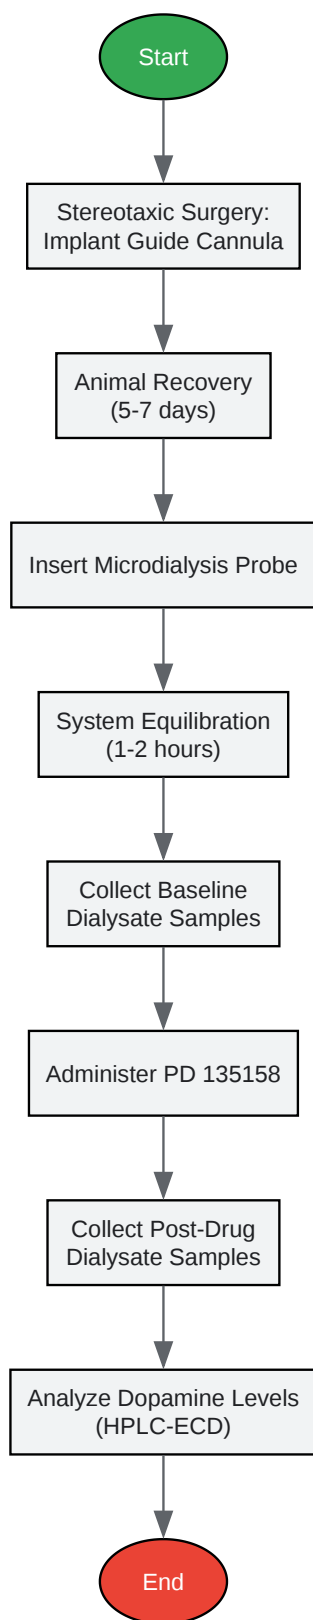 Start
Stereotaxic Surgery:
Implant Guide Cannula
Animal Recovery
(5-7 days)
Insert Microdialysis Probe
System Equilibration
(1-2 hours)
Collect Baseline
Dialysate Samples
Administer PD 135158
Collect Post-Drug
Dialysate Samples
Analyze Dopamine Levels
(HPLC-ECD)
End